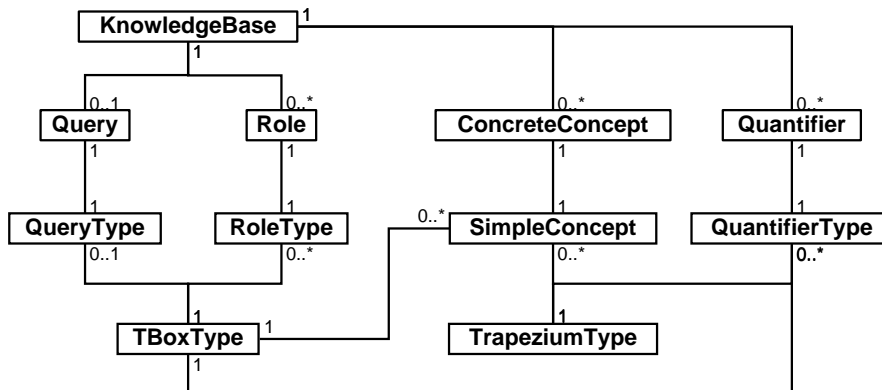 KnowledgeBase 1
1
0..1 0..* 0..* 0..*
Query Role ConcreteConcept Quantifier
1 1 1 1
1 1 0..* 1 1
QueryType RoleType SimpleConcept QuantifierType
0..1 0..* 0..* 0..*
1 1 1
TBoxType TrapeziumType
1